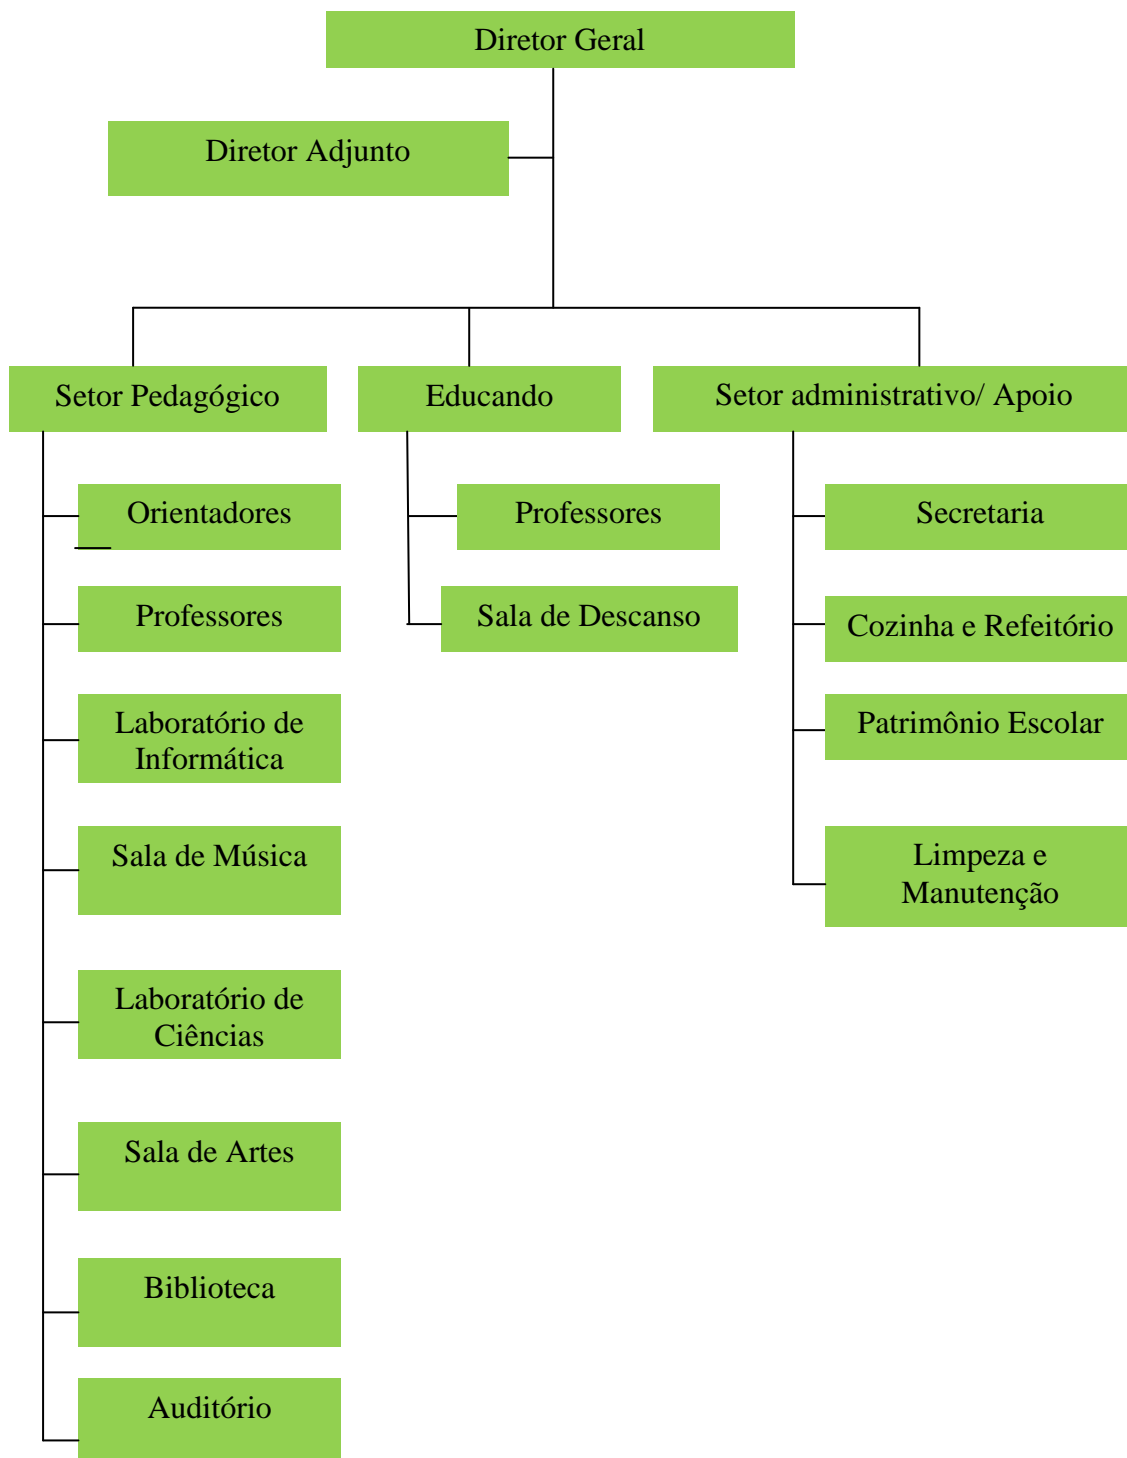 Diretor Geral
Diretor Adjunto
Setor Pedagógico
Educando
Setor administrativo/ Apoio
Orientadores
Professores
Laboratório de
Informática
Sala de Música
Laboratório de
Ciências
Sala de Artes
Biblioteca
Auditório
Professores
Sala de Descanso
Secretaria
Cozinha e Refeitório
Patrimônio Escolar
Limpeza e
Manutenção